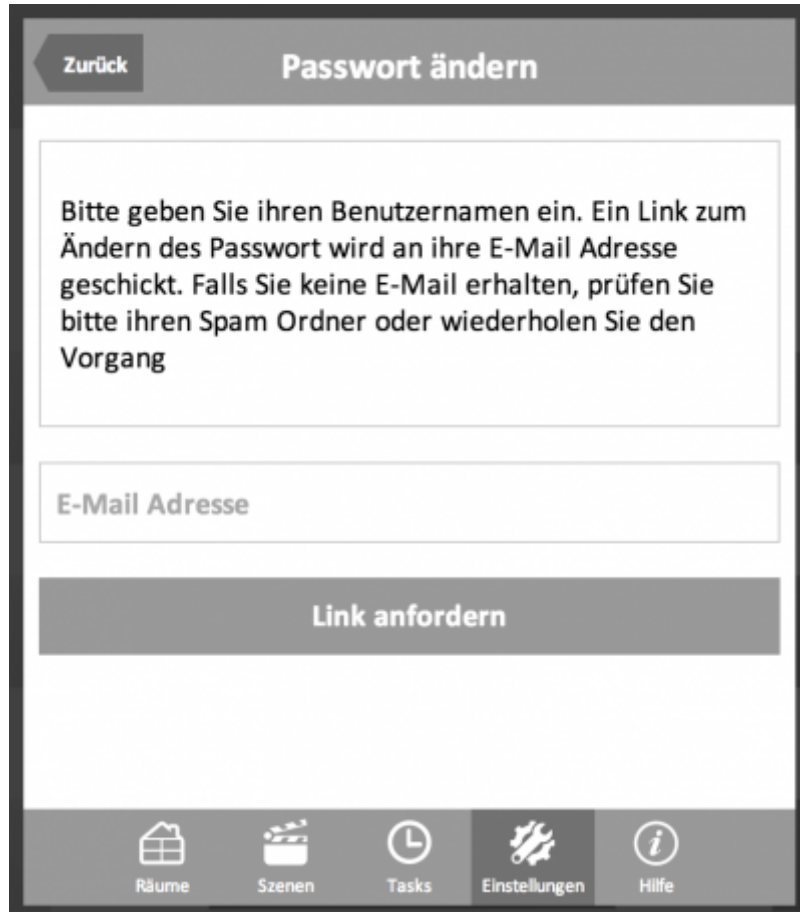 Zurück
Passwort ändern
Bitte geben Sie ihren Benutzernamen ein. Ein Link zum
Ändern des Passwort wird an ihre E-Mail Adresse
geschickt. Falls Sie keine E-Mail erhalten, prüfen Sie
bitte ihren Spam Ordner oder wiederholen Sie den
Vorgang
E-Mail Adresse
Link anfordern
Räume Szenen Tasks Einstellungen Hilfe